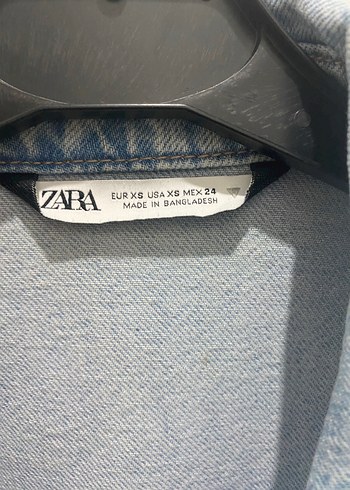 ZARA
EUR XS USA XS MEX 24
MADE IN BANGLADESH